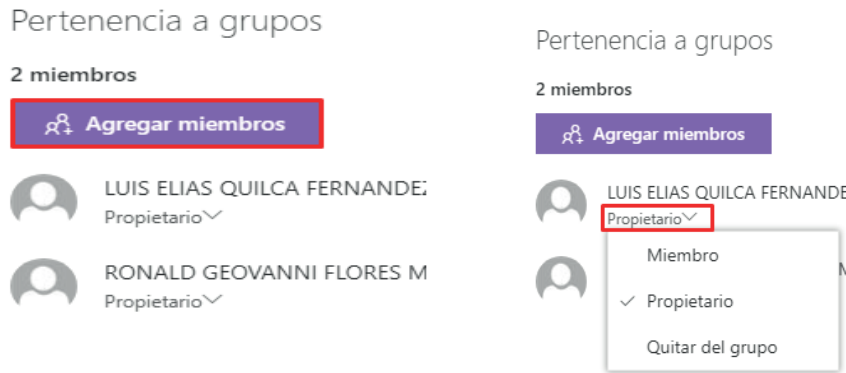 Pertenencia a grupos
2 miembros
Agregar miembros
LUIS ELIAS QUILCA FERNANDEZ
Propietario
RONALD GEOVANNI FLORES M
Propietario
Pertenencia a grupos
2 miembros
Agregar miembros
LUIS ELIAS QUILCA FERNANDE
Propietario
Miembro
Propietario
Quitar del grupo